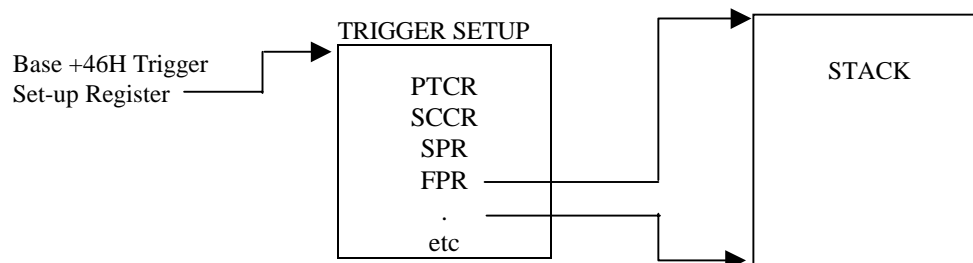 TRIGGER SETUP
Base +46H Trigger
Set-up Register
PTCR
SCCR
SPR
FPR
.
etc
STACK